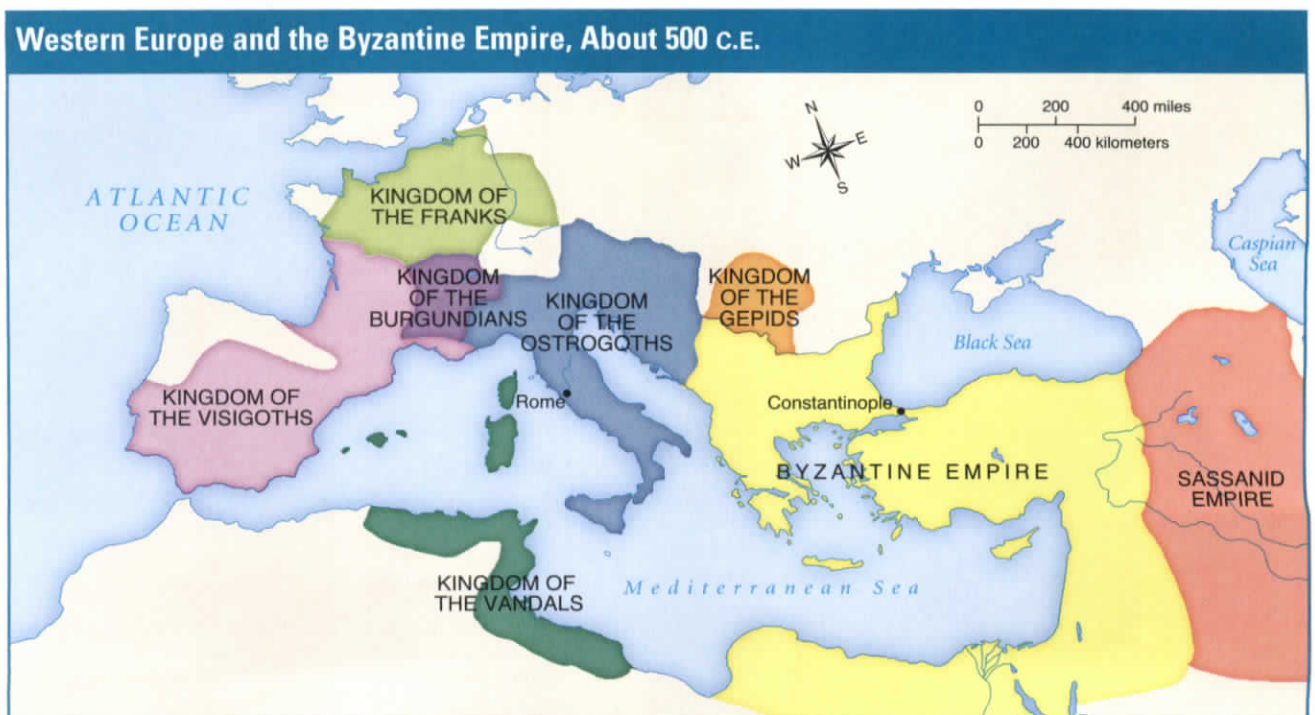 Western Europe and the Byzantine Empire, About 500 C.E.
N
E
W
S
0 200 400 miles
0 200 400 kilometers
ATLANTIC
OCEAN
KINGDOM OF
THE FRANKS
Caspian
Sea
KINGDOM
OF THE
BURGUNDIANS
KINGDOM
OF THE
OSTROGOTHS
KINGDOM
OF THE
GEPIDS
Black Sea
KINGDOM OF
THE VISIGOTHS
Rome
Constantinople
BYZANTINE EMPIRE
SASSANID
EMPIRE
KINGDOM OF
THE VANDALS
Mediterranean Sea